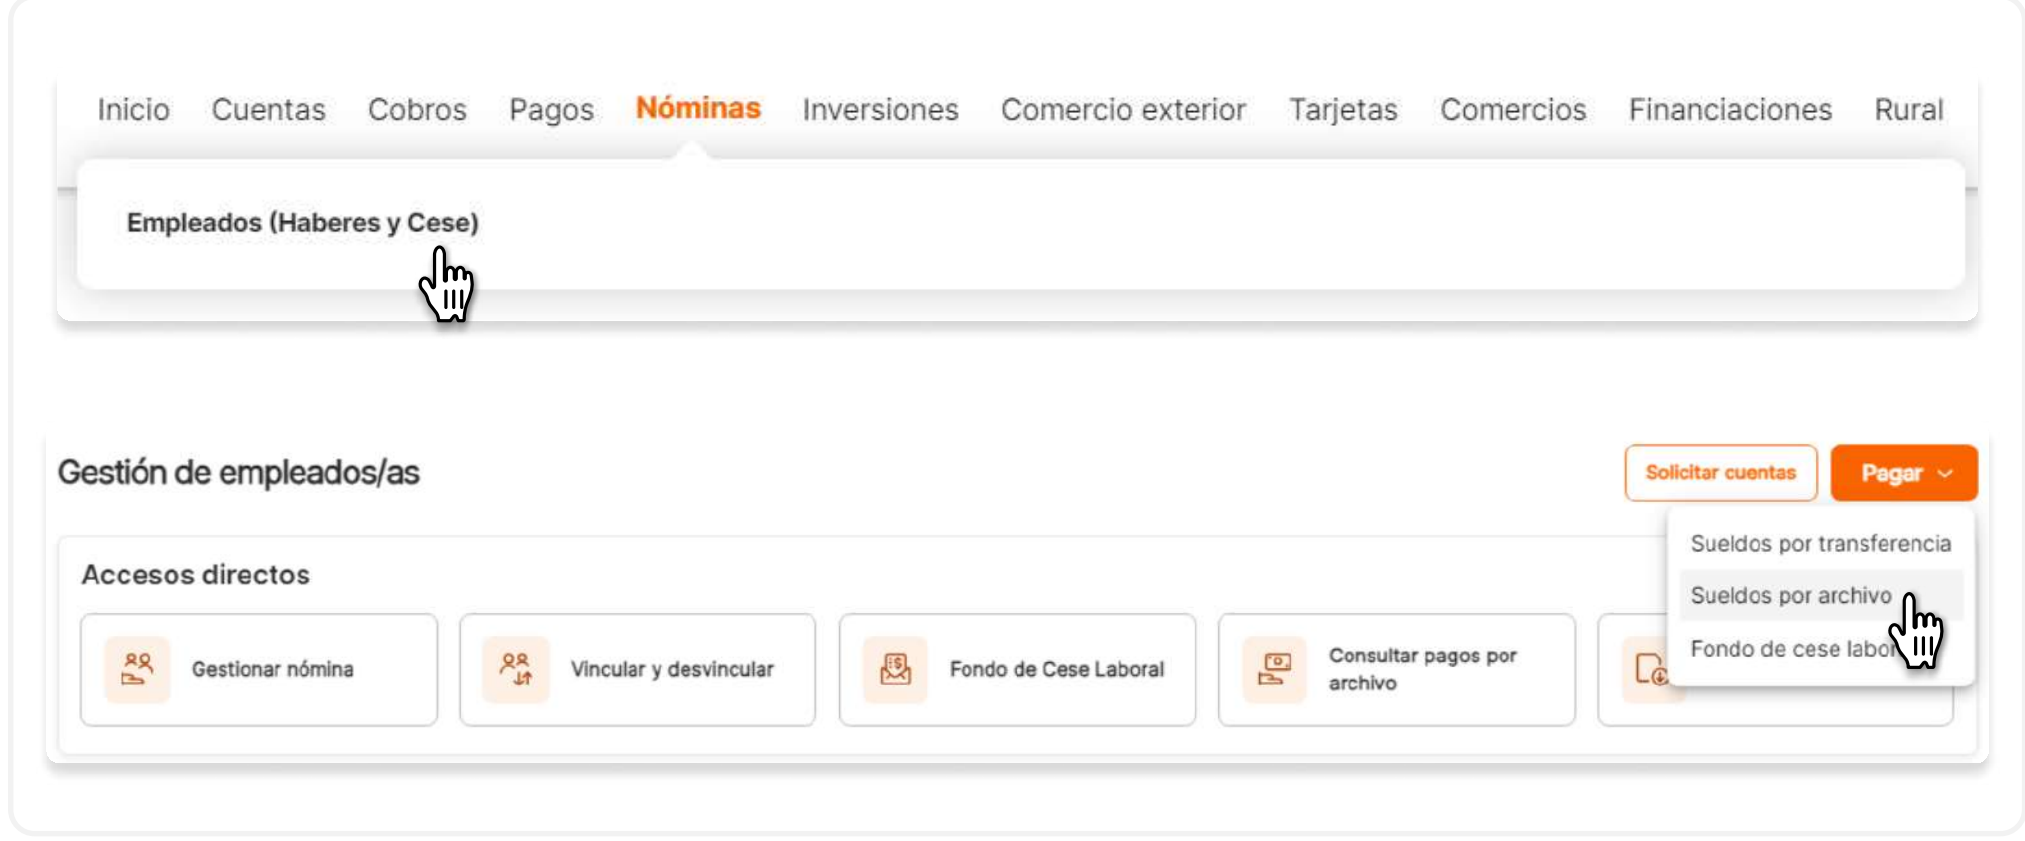 Inicio Cuentas Cobros Pagos Nóminas Inversiones Comercio exterior Tarjetas Comercios Financiaciones Rural
Empleados (Haberes y Cese)
Gestión de empleados/as
Solicitar cuentas
Pagar
Sueldos por transferencia
Sueldos por archivo
Fondo de cese
Accesos directos
Gestionar nómina
Vincular y desvincular
Fondo de Cese Laboral
Consultar pagos por
archivo